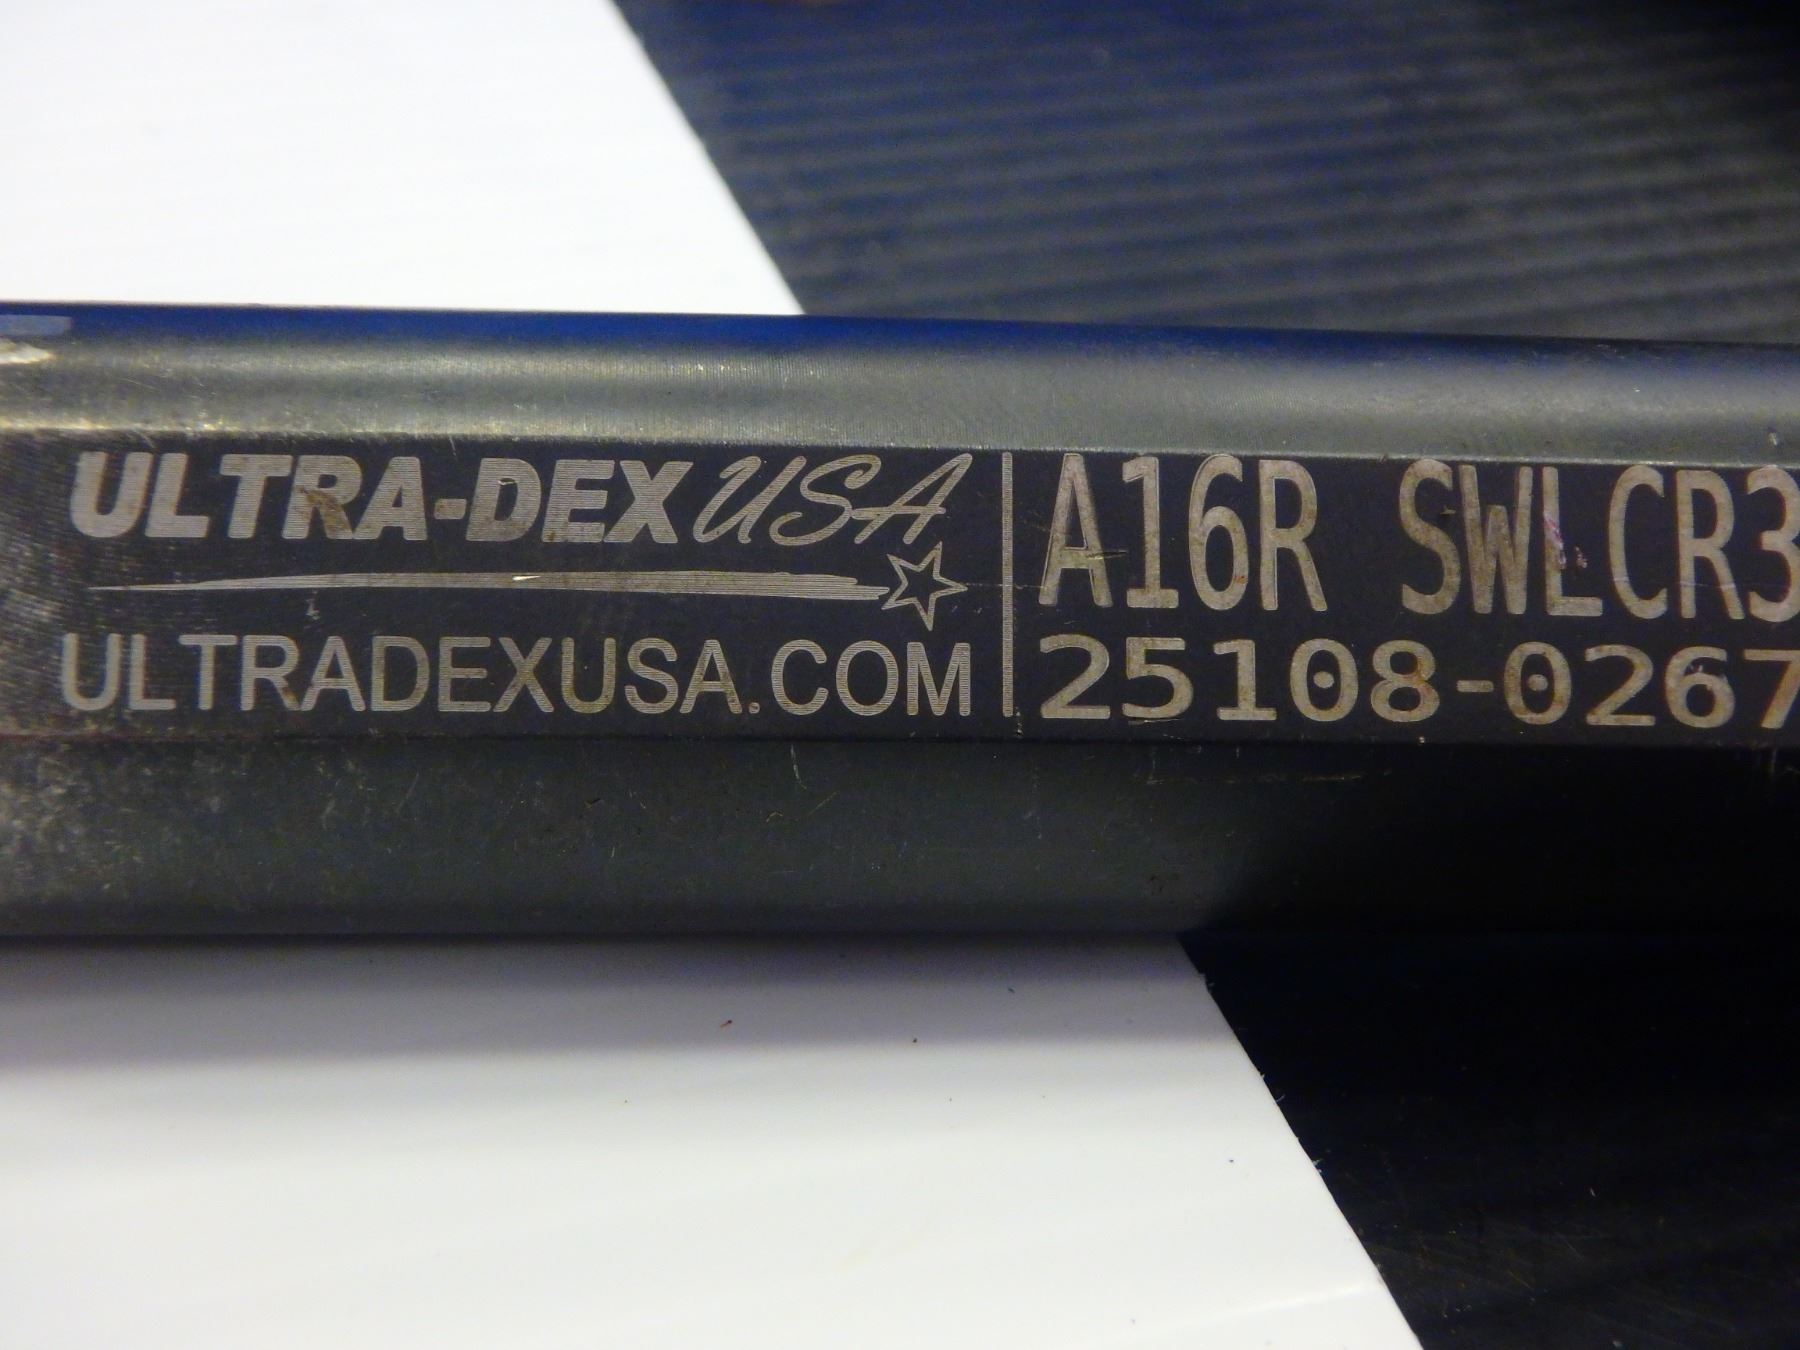 ULTRA-DEX USA
ULTRADEXUSA.COM
A16R SWLCR3
25108-0267